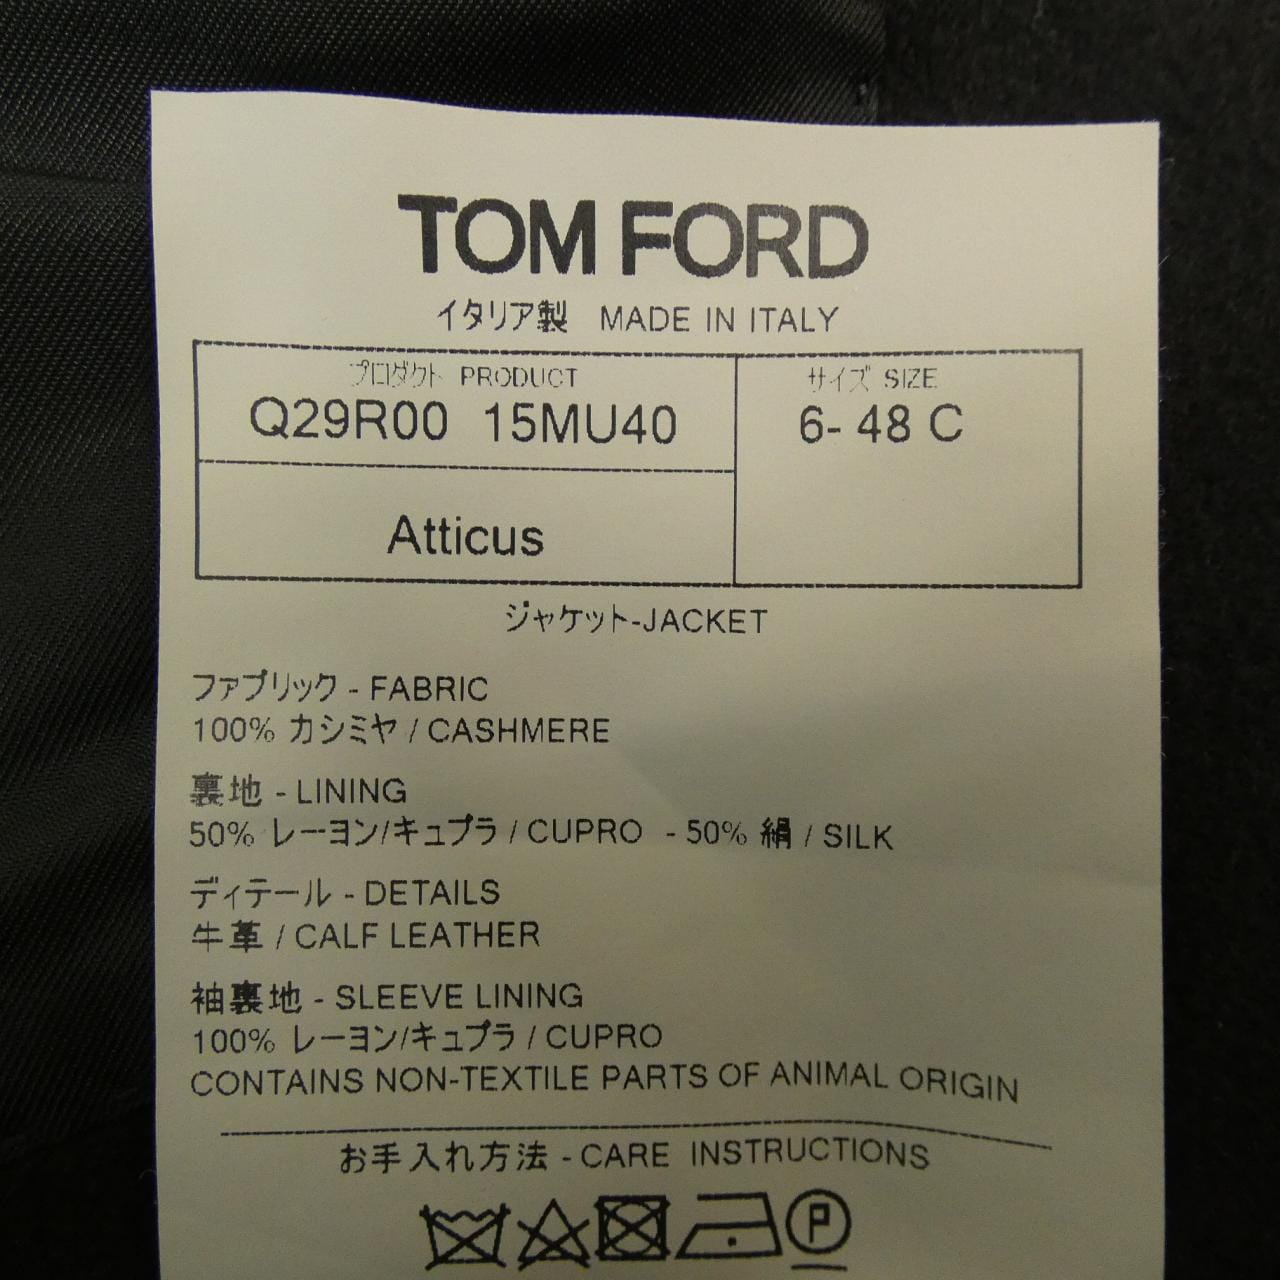 TOM FORD
イタリア製 MADE IN ITALY
プロダクト PRODUCT
Q29R00 15MU40
サイズ SIZE
6- 48 C
Atticus
ジャケット-JACKET
ファブリック - FABRIC
100% カシミヤ / CASHMERE
裏地 - LINING
50% レーヨン/キュプラ / CUPRO - 50% 絹 / SILK
ディテール - DETAILS
牛革 / CALF LEATHER
袖裏地 - SLEEVE LINING
100% レーヨン/キュプラ / CUPRO
CONTAINS NON-TEXTILE PARTS OF ANIMAL ORIGIN
お手入れ方法 - CARE INSTRUCTIONS
P